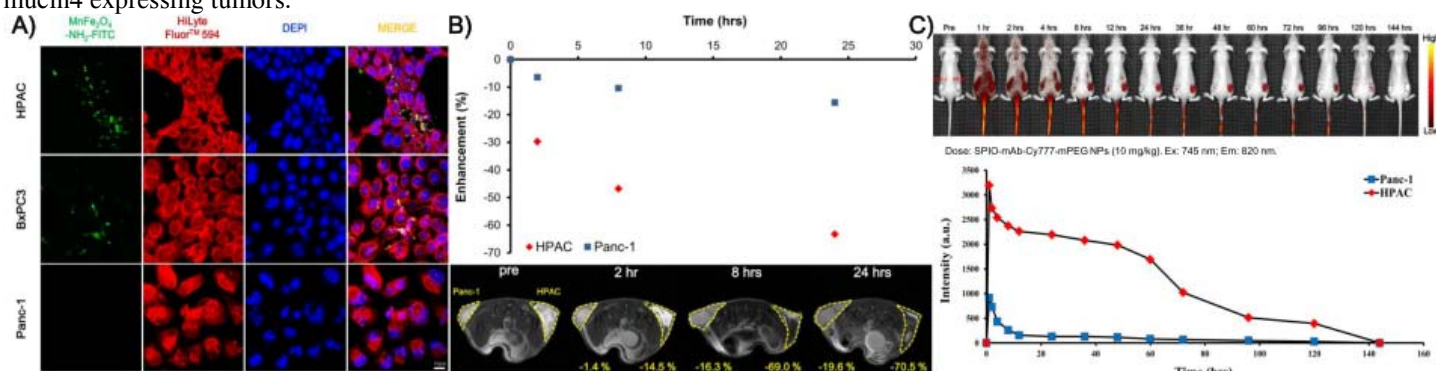 mucin4 expressing tumors.
A)
MnFe₂O₄
-NH₂-FITC
HiLyte
Fluor™ 594
DEPI
MERGE
HPAC
BxPC3
Panc-1
B)
Time (hrs)
0 5 10 15 20 25 30
0
-10
-20
-30
-40
-50
-60
-70
Enhancement (%)
HPAC Panc-1
pre 2 hr 8 hrs 24 hrs
Panc-1 HPAC
-1.4 % -14.5 % -16.3 % -69.0 % -19.6 % -70.5 %
C)
Pre 1 hr 2 hrs 4 hrs 8 hrs 12 hrs 24 hrs 36 hr 48 hrs 60 hrs 72 hrs 96 hrs 120 hrs 144 hrs
High
Low
Dose: SPIO-mAb-Cy777-mPEG NPs (10 mg/kg). Ex: 745 nm; Em: 820 nm.
Panc-1
HPAC
3500
3000
2500
2000
1500
1000
500
0
Intensity (a.u.)
0 20 40 60 80 100 120 140 160
Time (hrs)